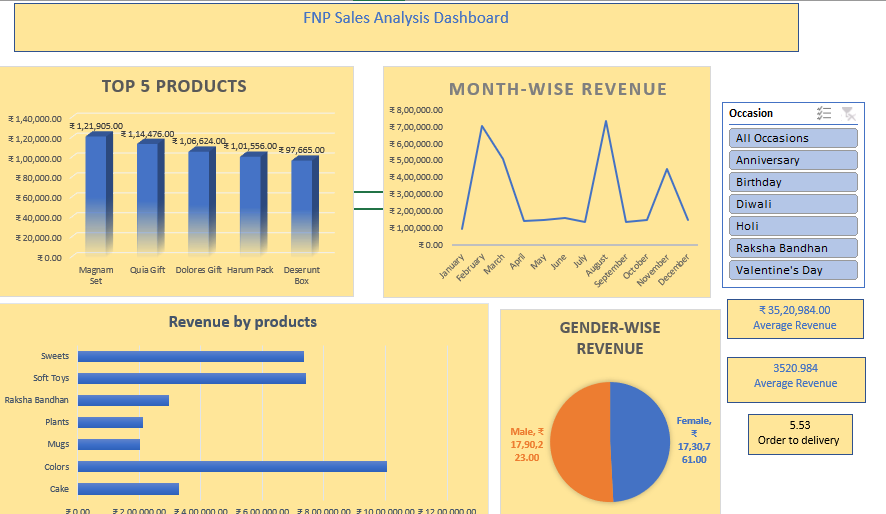 FNP Sales Analysis Dashboard
TOP 5 PRODUCTS
₹ 1,40,000.00
₹ 1,20,000.00
₹ 1,00,000.00
₹ 80,000.00
₹ 60,000.00
₹ 40,000.00
₹ 20,000.00
₹ 0.00
₹ 1,21,905.00
₹ 1,14,476.00
₹ 1,06,624.00
₹ 1,01,556.00
₹ 97,665.00
Magnam
Set
Quia Gift
Dolores Gift
Harum Pack
Deserunt
Box
MONTH-WISE REVENUE
₹ 8,00,000.00
₹ 7,00,000.00
₹ 6,00,000.00
₹ 5,00,000.00
₹ 4,00,000.00
₹ 3,00,000.00
₹ 2,00,000.00
₹ 1,00,000.00
₹ 0.00
January
February
March
April
May
June
July
August
September
October
November
December
Occasion
All Occasions
Anniversary
Birthday
Diwali
Holi
Raksha Bandhan
Valentine's Day
₹ 35,20,984.00
Average Revenue
3520.984
Average Revenue
5.53
Order to delivery
Revenue by products
Sweets
Soft Toys
Raksha Bandhan
Plants
Mugs
Colors
Cake
₹ 0.00
₹ 2,00,000.00
₹ 4,00,000.00
₹ 6,00,000.00
₹ 8,00,000.00
₹ 10,00,000.00
₹ 12,00,000.00
GENDER-WISE
REVENUE
Male, ₹
17,90,2
23.00
Female,
₹
17,30,7
61.00